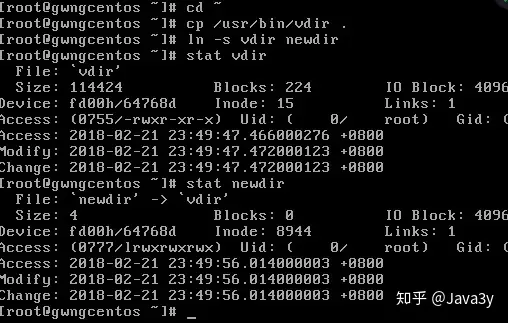 [root@gwngcentos ~]# cd ~
[root@gwngcentos ~]# cp /usr/bin/vdir .
[root@gwngcentos ~]# ln -s vdir newdir
[root@gwngcentos ~]# stat vdir
File: `vdir'
Size: 114424 Blocks: 224 IO Block: 4096
Device: fd00h/64768d Inode: 15 Links: 1
Access: (0755/-rwxr-xr-x) Uid: ( 0/ root) Gid: (
Access: 2018-02-21 23:49:47.466000276 +0800
Modify: 2018-02-21 23:49:47.472000123 +0800
Change: 2018-02-21 23:49:47.472000123 +0800
[root@gwngcentos ~]# stat newdir
File: `newdir' -> `vdir'
Size: 4 Blocks: 0 IO Block: 4096
Device: fd00h/64768d Inode: 8944 Links: 1
Access: (0777/lrwxrwxrwx) Uid: ( 0/ root) Gid: (
Access: 2018-02-21 23:49:56.014000003 +0800
Modify: 2018-02-21 23:49:56.014000003 +0800
Change: 2018-02-21 23:49:56.014000003 +0800
[root@gwngcentos ~]# _
知乎 @Java3y